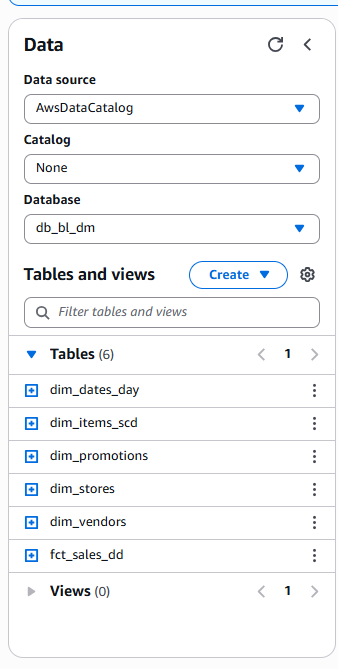 Data
Data source
AwsDataCatalog
Catalog
None
Database
db_bl_dm
Tables and views
Create
Filter tables and views
Tables (6)
1
dim_dates_day
dim_items_scd
dim_promotions
dim_stores
dim_vendors
fct_sales_dd
Views (0)
1